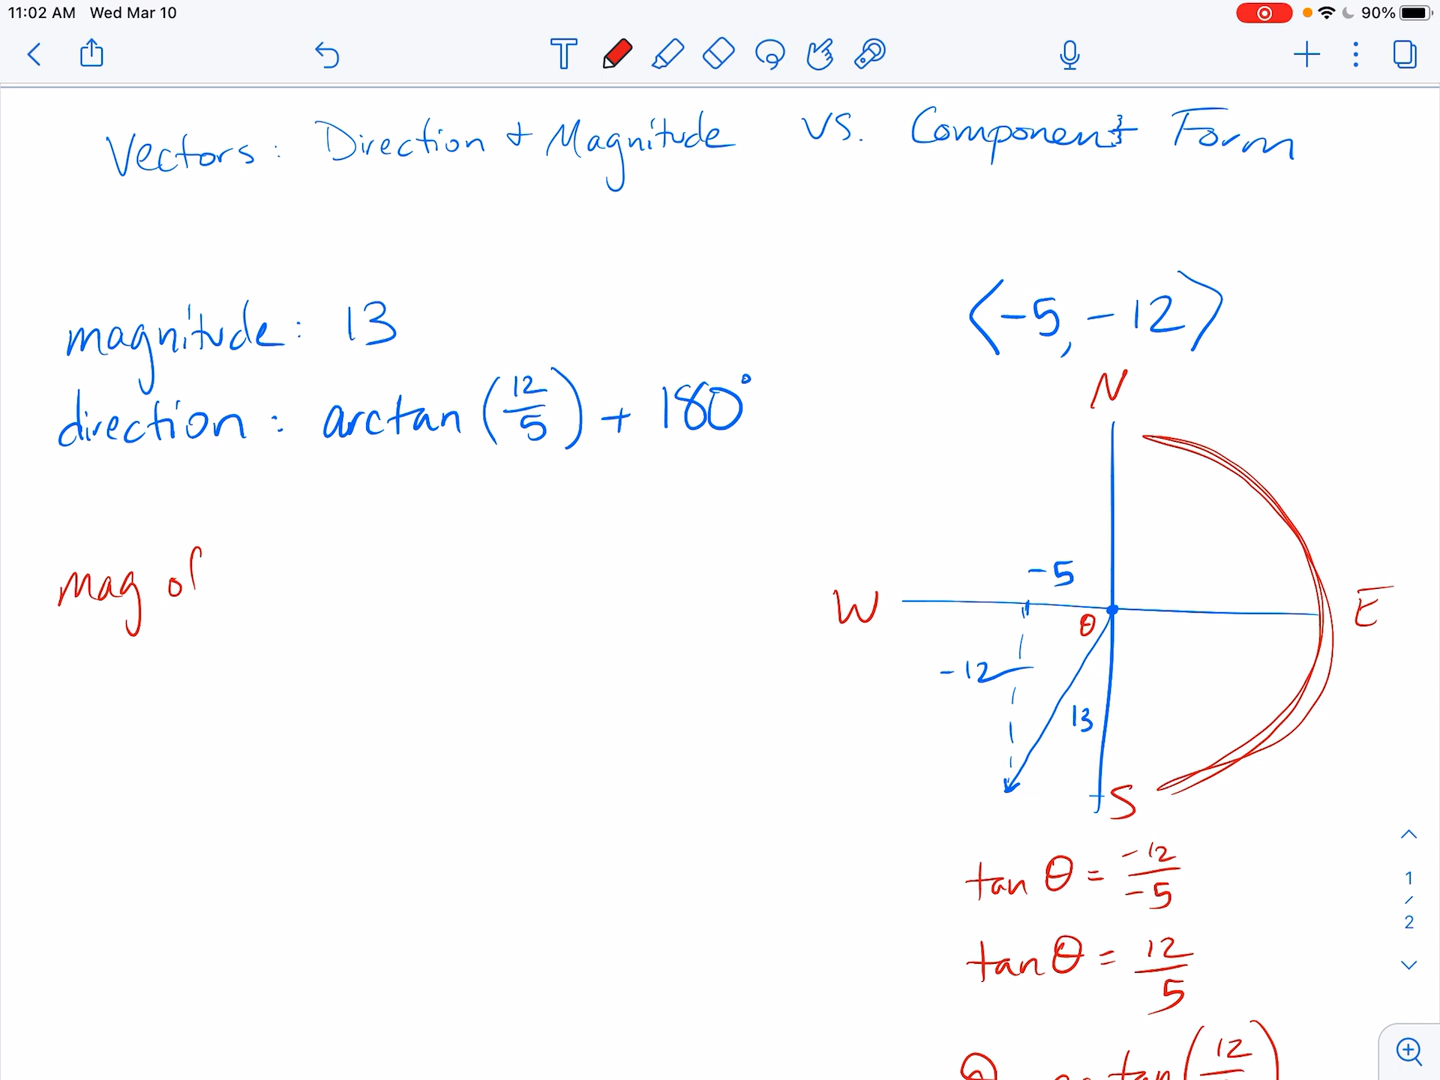 11:02 AM Wed Mar 10
90%
Vectors: Direction + Magnitude vs. Component Form
magnitude: 13
direction: arctan (12/5) + 180°
mag of
⟨-5, -12⟩
N
-5
W
θ
E
-12
13
S
tan θ = -12/-5
tan θ = 12/5
1
/
2